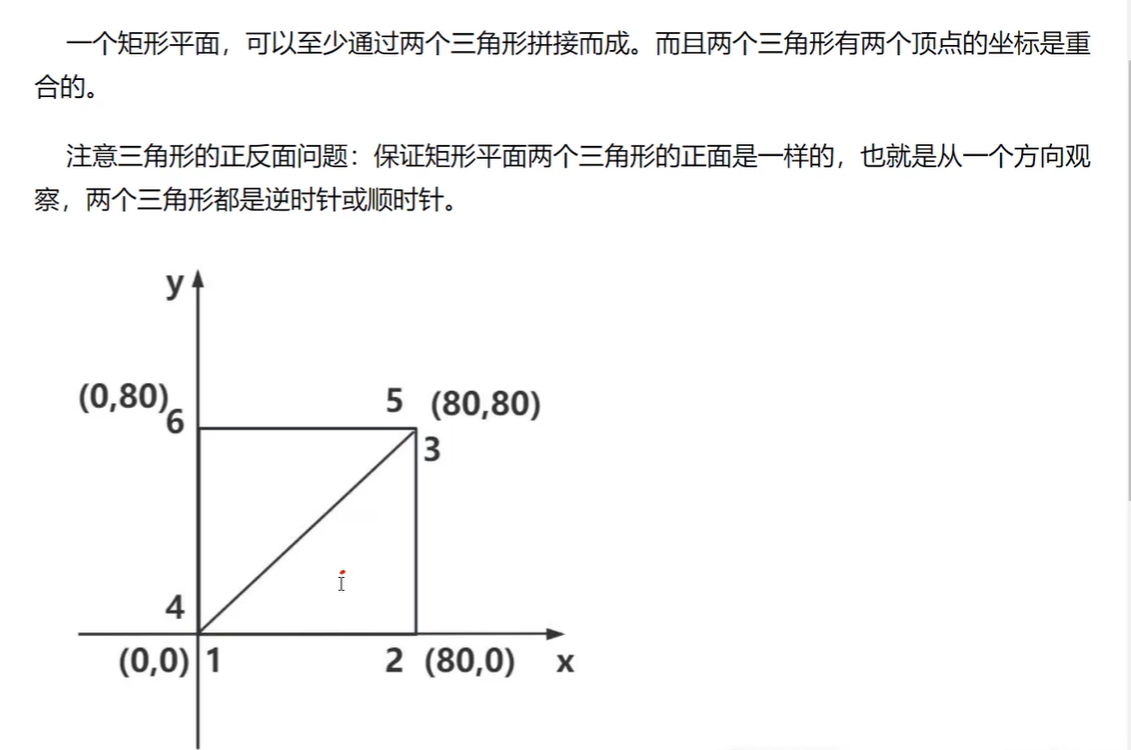 一个矩形平面，可以至少通过两个三角形拼接而成。而且两个三角形有两个顶点的坐标是重
合的。
注意三角形的正反面问题：保证矩形平面两个三角形的正面是一样的，也就是从一个方向观
察，两个三角形都是逆时针或顺时针。
y
(0,80)
6
5 (80,80)
3
4
(0,0) 1 2 (80,0) x